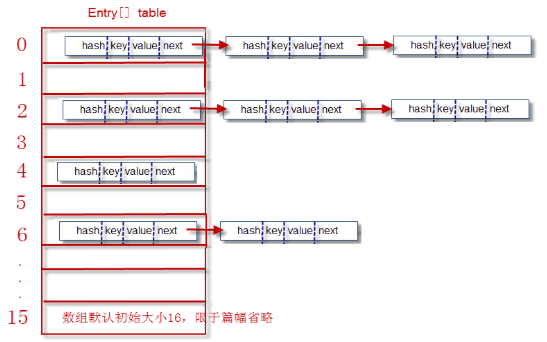 Entry[] table
0 hash key value next hash key value next hash key value next
1
2 hash key value next hash key value next hash key value next
3
4 hash key value next
5
6 hash key value next hash key value next
.
.
.
15 数组默认初始大小16，限于篇幅省略